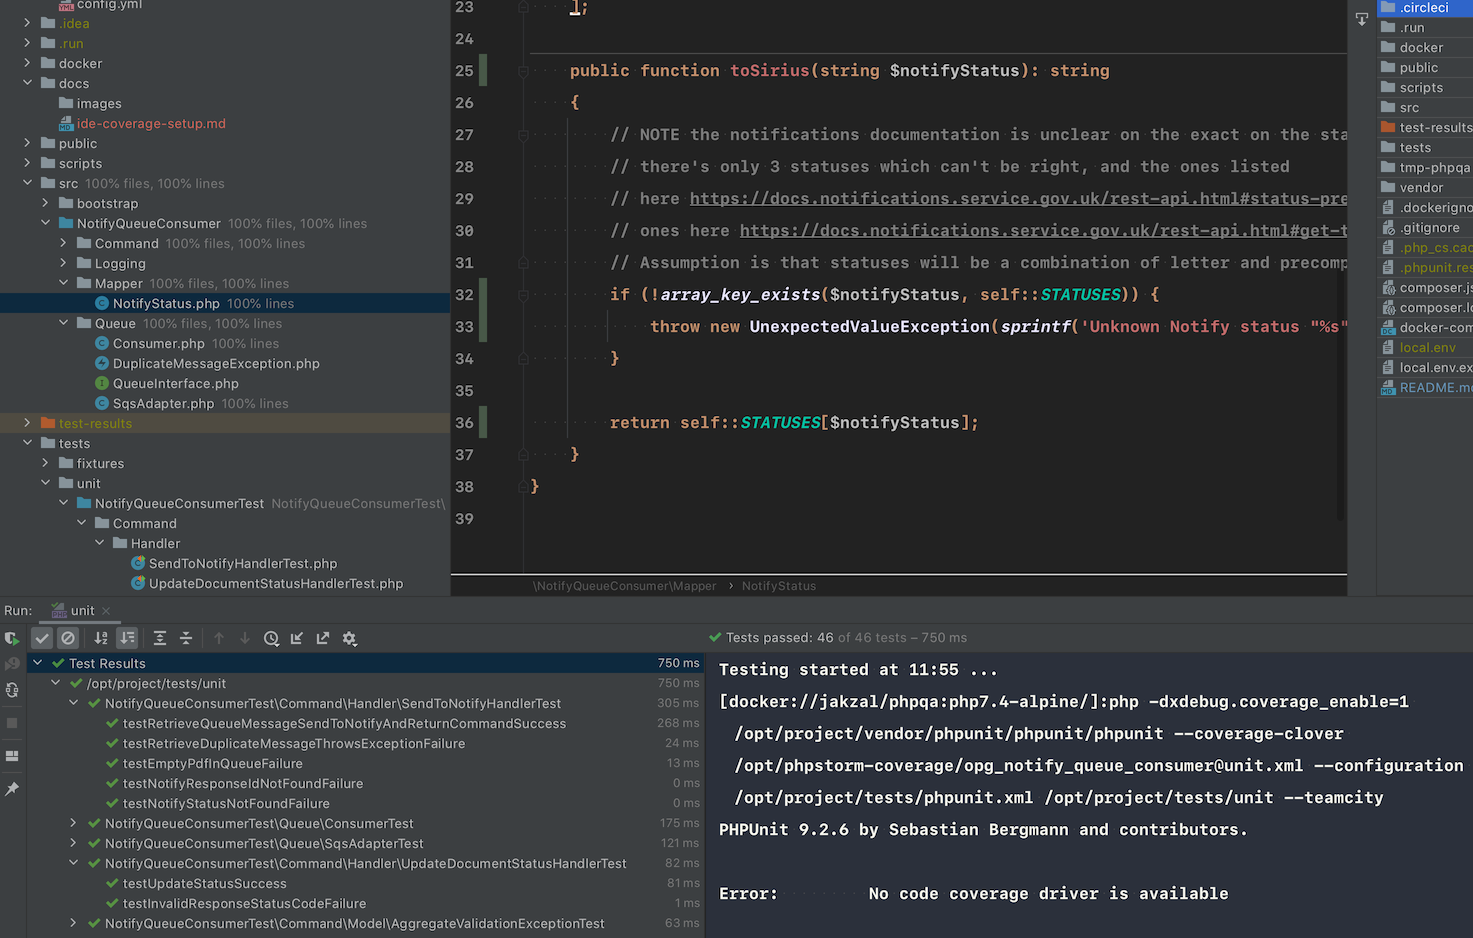 config.yml
.idea
.run
docker
docs
images
ide-coverage-setup.md
public
scripts
src 100% files, 100% lines
bootstrap
NotifyQueueConsumer 100% files, 100% lines
Command 100% files, 100% lines
Logging
Mapper 100% files, 100% lines
NotifyStatus.php 100% lines
Queue 100% files, 100% lines
Consumer.php 100% lines
DuplicateMessageException.php
QueueInterface.php
SqsAdapter.php 100% lines
test-results
tests
fixtures
unit
NotifyQueueConsumerTest NotifyQueueConsumerTest\
Command
Handler
SendToNotifyHandlerTest.php
UpdateDocumentStatusHandlerTest.php
23 ];
24
25 public function toSirius(string $notifyStatus): string
26 {
27 // NOTE the notifications documentation is unclear on the exact on the sta
28 // there's only 3 statuses which can't be right, and the ones listed
29 // here https://docs.notifications.service.gov.uk/rest-api.html#status-pre
30 // ones here https://docs.notifications.service.gov.uk/rest-api.html#get-t
31 // Assumption is that statuses will be a combination of letter and precomp
32 if (!array_key_exists($notifyStatus, self::STATUSES)) {
33 throw new UnexpectedValueException(sprintf('Unknown Notify status "%s"
34 }
35
36 return self::STATUSES[$notifyStatus];
37 }
38 }
39
\NotifyQueueConsumer\Mapper › NotifyStatus
.circleci
.run
docker
public
scripts
src
test-results
tests
tmp-phpqa
vendor
.dockerigno
.gitignore
.php_cs.cac
.phpunit.res
composer.js
composer.lo
docker-com
local.env
local.env.ex
README.md
Run: unit
Tests passed: 46 of 46 tests – 750 ms
Test Results 750 ms
/opt/project/tests/unit 750 ms
NotifyQueueConsumerTest\Command\Handler\SendToNotifyHandlerTest 305 ms
testRetrieveQueueMessageSendToNotifyAndReturnCommandSuccess 268 ms
testRetrieveDuplicateMessageThrowsExceptionFailure 24 ms
testEmptyPdfInQueueFailure 13 ms
testNotifyResponseIdNotFoundFailure 0 ms
testNotifyStatusNotFoundFailure 0 ms
NotifyQueueConsumerTest\Queue\ConsumerTest 175 ms
NotifyQueueConsumerTest\Queue\SqsAdapterTest 121 ms
NotifyQueueConsumerTest\Command\Handler\UpdateDocumentStatusHandlerTest 82 ms
testUpdateStatusSuccess 81 ms
testInvalidResponseStatusCodeFailure 1 ms
NotifyQueueConsumerTest\Command\Model\AggregateValidationExceptionTest 63 ms
Testing started at 11:55 ...
[docker://jakzal/phpqa:php7.4-alpine/]:php -dxdebug.coverage_enable=1
/opt/project/vendor/phpunit/phpunit/phpunit --coverage-clover
/opt/phpstorm-coverage/opg_notify_queue_consumer@unit.xml --configuration
/opt/project/tests/phpunit.xml /opt/project/tests/unit --teamcity
PHPUnit 9.2.6 by Sebastian Bergmann and contributors.
Error: No code coverage driver is available